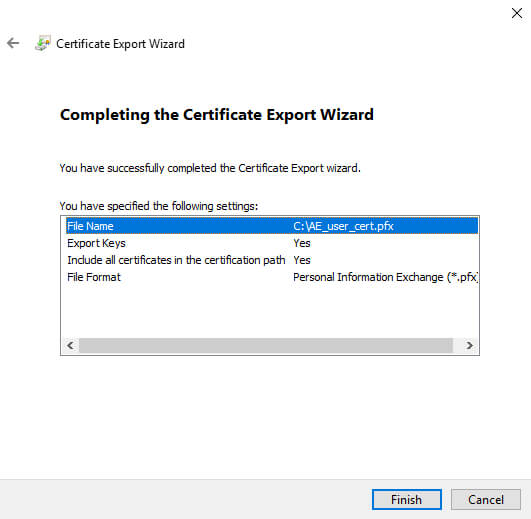 Certificate Export Wizard
Completing the Certificate Export Wizard
You have successfully completed the Certificate Export wizard.
You have specified the following settings:
File Name C:\AE_user_cert.pfx
Export Keys Yes
Include all certificates in the certification path Yes
File Format Personal Information Exchange (*.pfx)
Finish Cancel